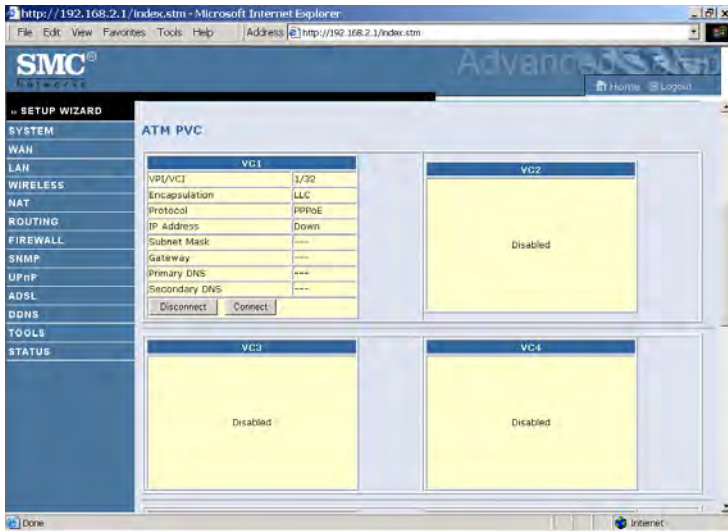 http://192.168.2.1/index.stm - Microsoft Internet Explorer
File Edit View Favorites Tools Help Address http://192.168.2.1/index.stm
SMC®
Networks
Advanced Setup
Home Logout
» SETUP WIZARD
SYSTEM
WAN
LAN
WIRELESS
NAT
ROUTING
FIREWALL
SNMP
UPnP
ADSL
DDNS
TOOLS
STATUS
ATM PVC
VC1
VPI/VCI 1/32
Encapsulation LLC
Protocol PPPoE
IP Address Down
Subnet Mask ---
Gateway ---
Primary DNS ---
Secondary DNS ---
Disconnect Connect
VC2
Disabled
VC3
Disabled
VC4
Disabled
Done Internet